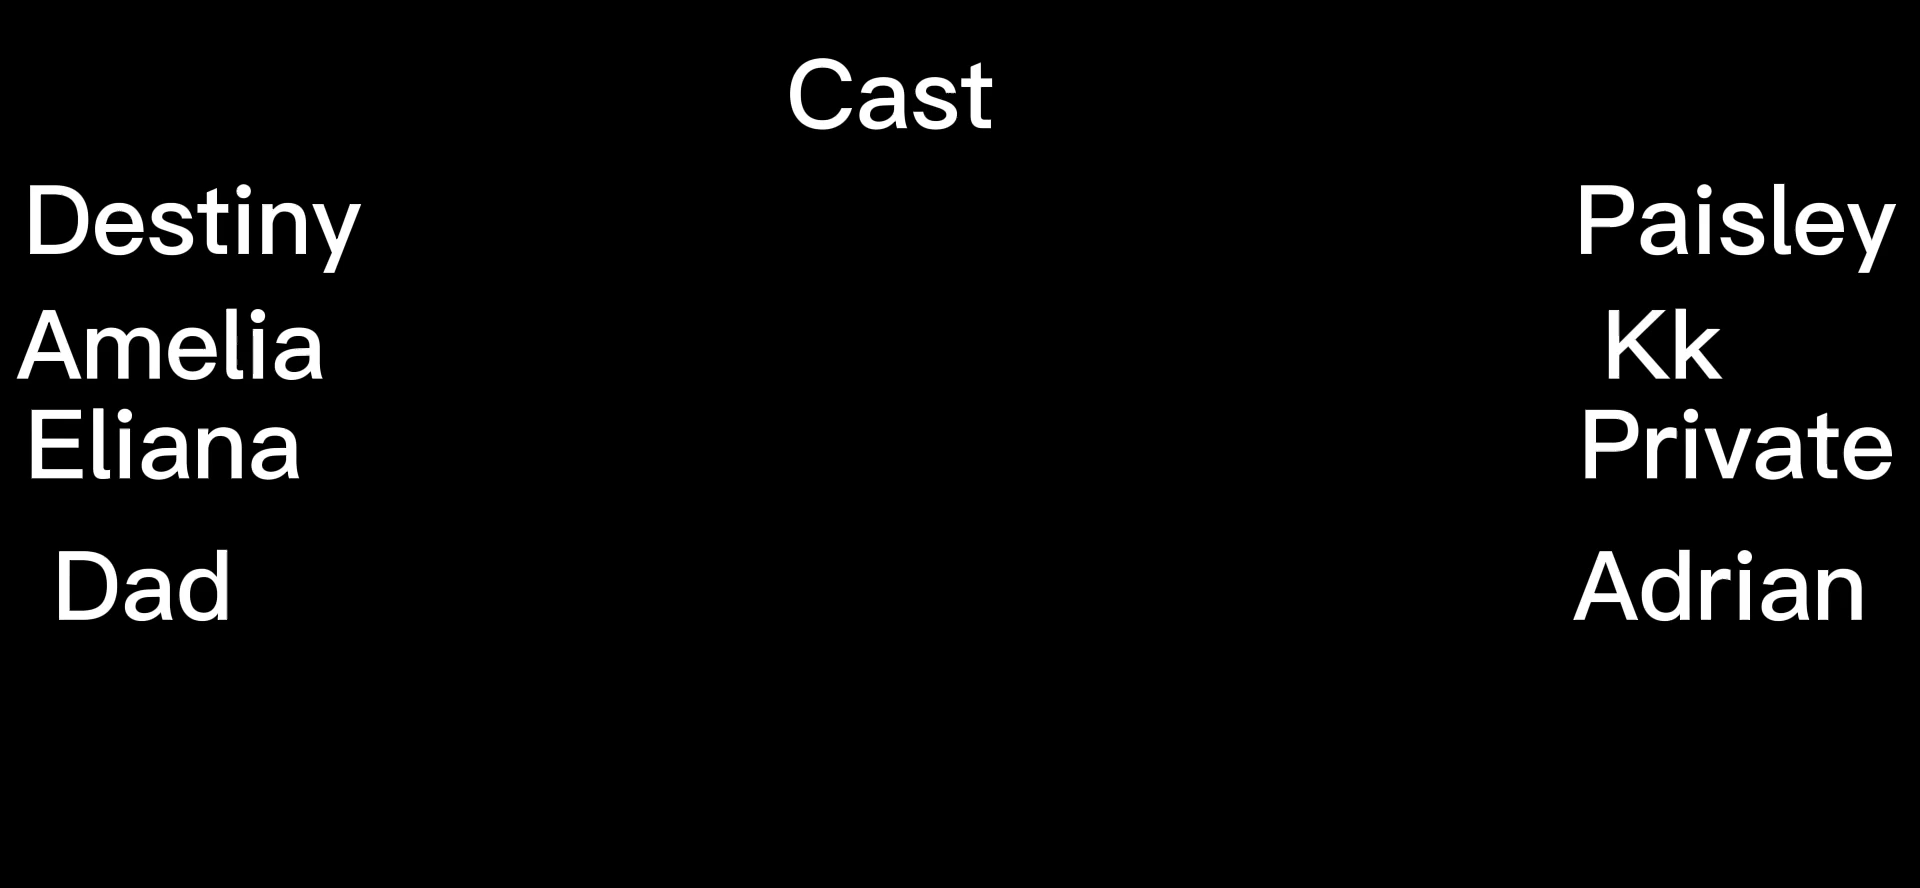 Cast
Destiny Paisley
Amelia Kk
Eliana Private
Dad Adrian